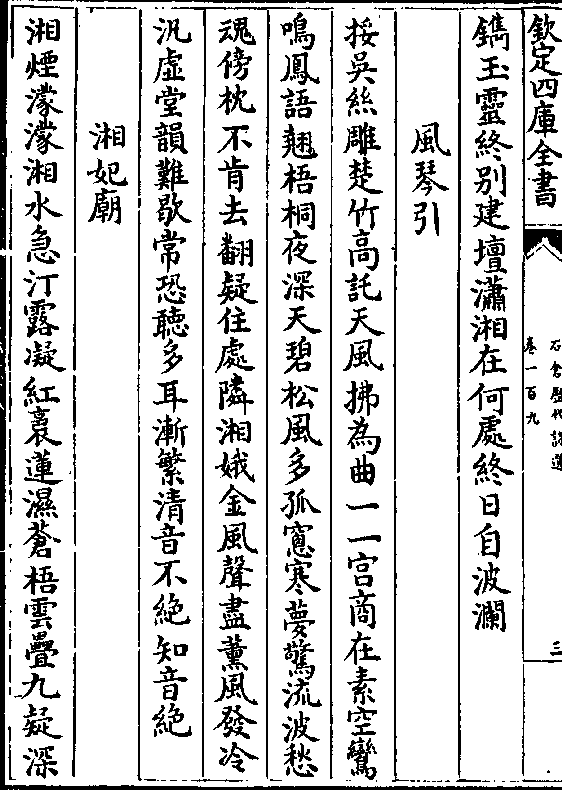 欽定四庫全書
石倉歷代詩選
卷一百九
三
鐫玉靈終别建壇瀟湘在何處終日自波瀾
風琴引
挼吳絲雕楚竹高託天風拂為曲一一宮商在素空鸞
鳴鳳語翹梧桐夜深天碧松風多孤窻寒夢驚流波愁
魂傍枕不肯去翻疑住處隣湘娥金風聲盡薰風發冷
汎虛堂韻難歇常恐聽多耳漸繁清音不絶知音絶
湘妃廟
湘煙濛濛湘水急汀露凝紅裛蓮濕蒼梧雲疊九疑深